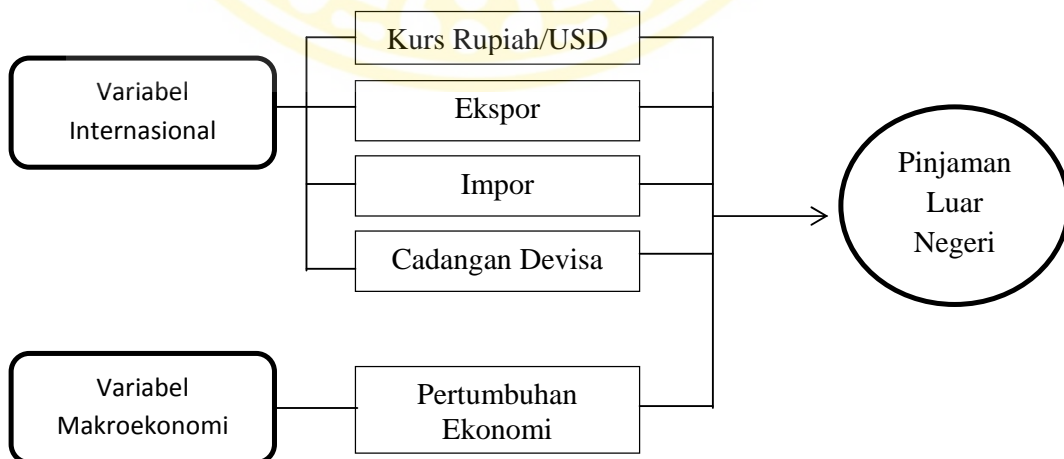 Kurs Rupiah/USD
Variabel
Internasional
Ekspor
Impor
Cadangan Devisa
Pinjaman
Luar
Negeri
Variabel
Makroekonomi
Pertumbuhan
Ekonomi